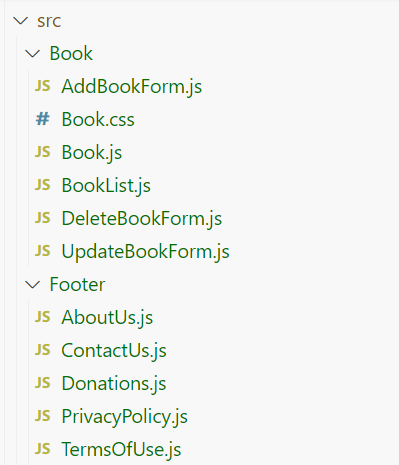 src
Book
JS AddBookForm.js
# Book.css
JS Book.js
JS BookList.js
JS DeleteBookForm.js
JS UpdateBookForm.js
Footer
JS AboutUs.js
JS ContactUs.js
JS Donations.js
JS PrivacyPolicy.js
JS TermsOfUse.js